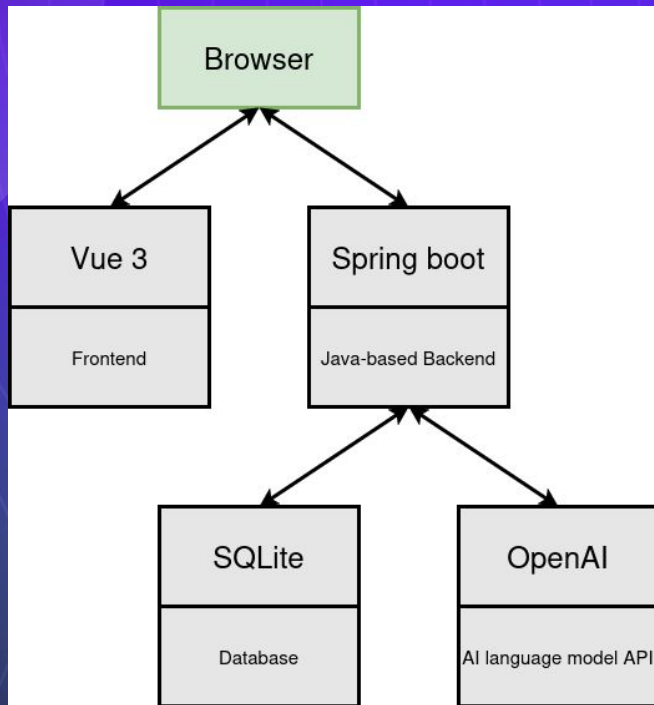 Browser
Vue 3
Spring boot
Frontend
Java-based Backend
SQLite
OpenAI
Database
AI language model API